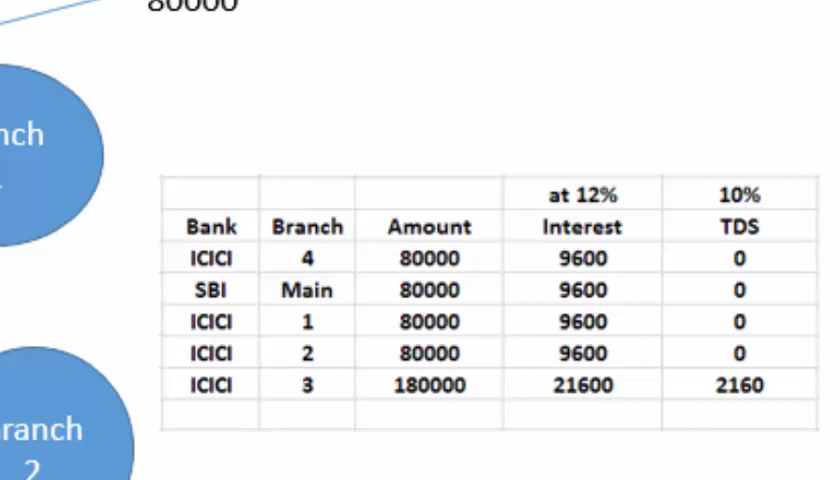 80000
nch
at 12% 10%
Bank Branch Amount Interest TDS
ICICI 4 80000 9600 0
SBI Main 80000 9600 0
ICICI 1 80000 9600 0
ICICI 2 80000 9600 0
ICICI 3 180000 21600 2160
ranch
2